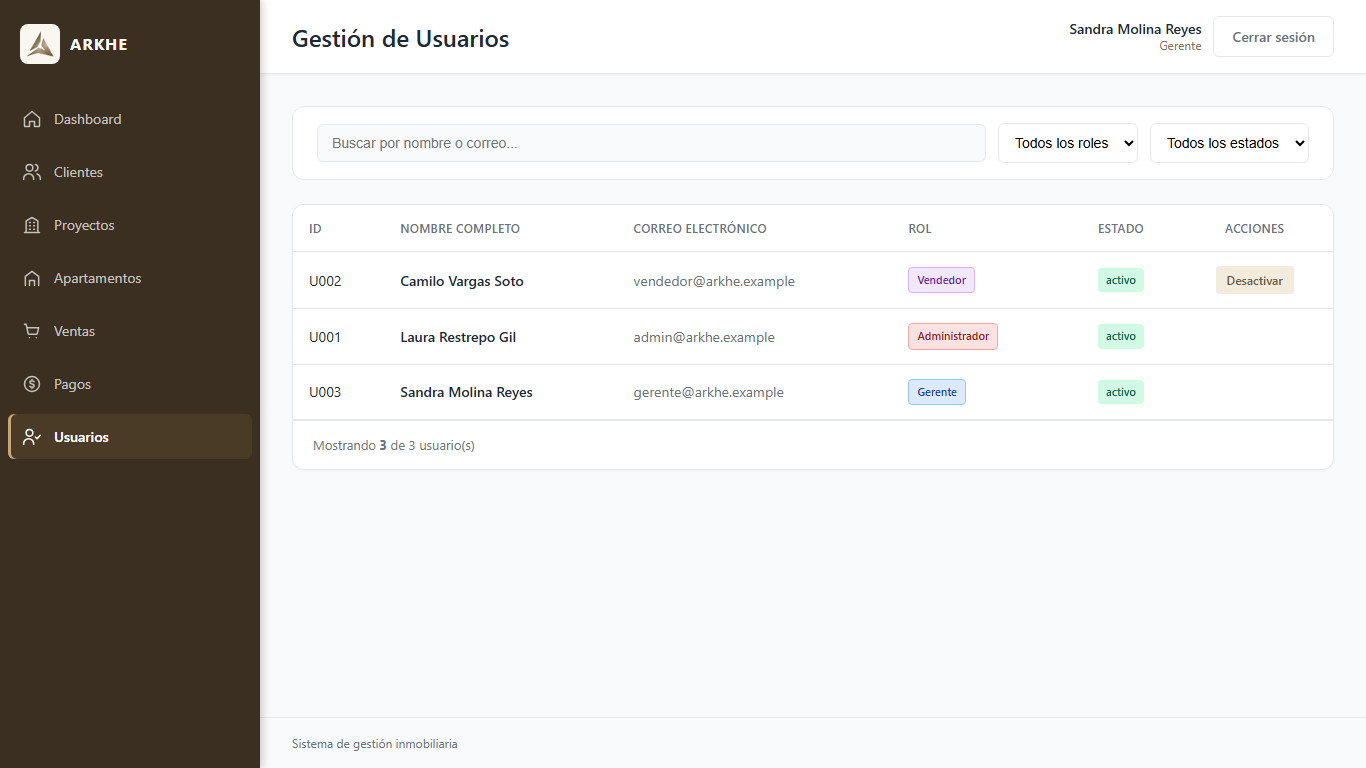 ARKHE
Dashboard
Clientes
Proyectos
Apartamentos
Ventas
Pagos
Usuarios
Gestión de Usuarios
Sandra Molina Reyes
Gerente
Cerrar sesión
Buscar por nombre o correo...
Todos los roles
Todos los estados
ID NOMBRE COMPLETO CORREO ELECTRÓNICO ROL ESTADO ACCIONES
U002 Camilo Vargas Soto vendedor@arkhe.example Vendedor activo Desactivar
U001 Laura Restrepo Gil admin@arkhe.example Administrador activo
U003 Sandra Molina Reyes gerente@arkhe.example Gerente activo
Mostrando 3 de 3 usuario(s)
Sistema de gestión inmobiliaria